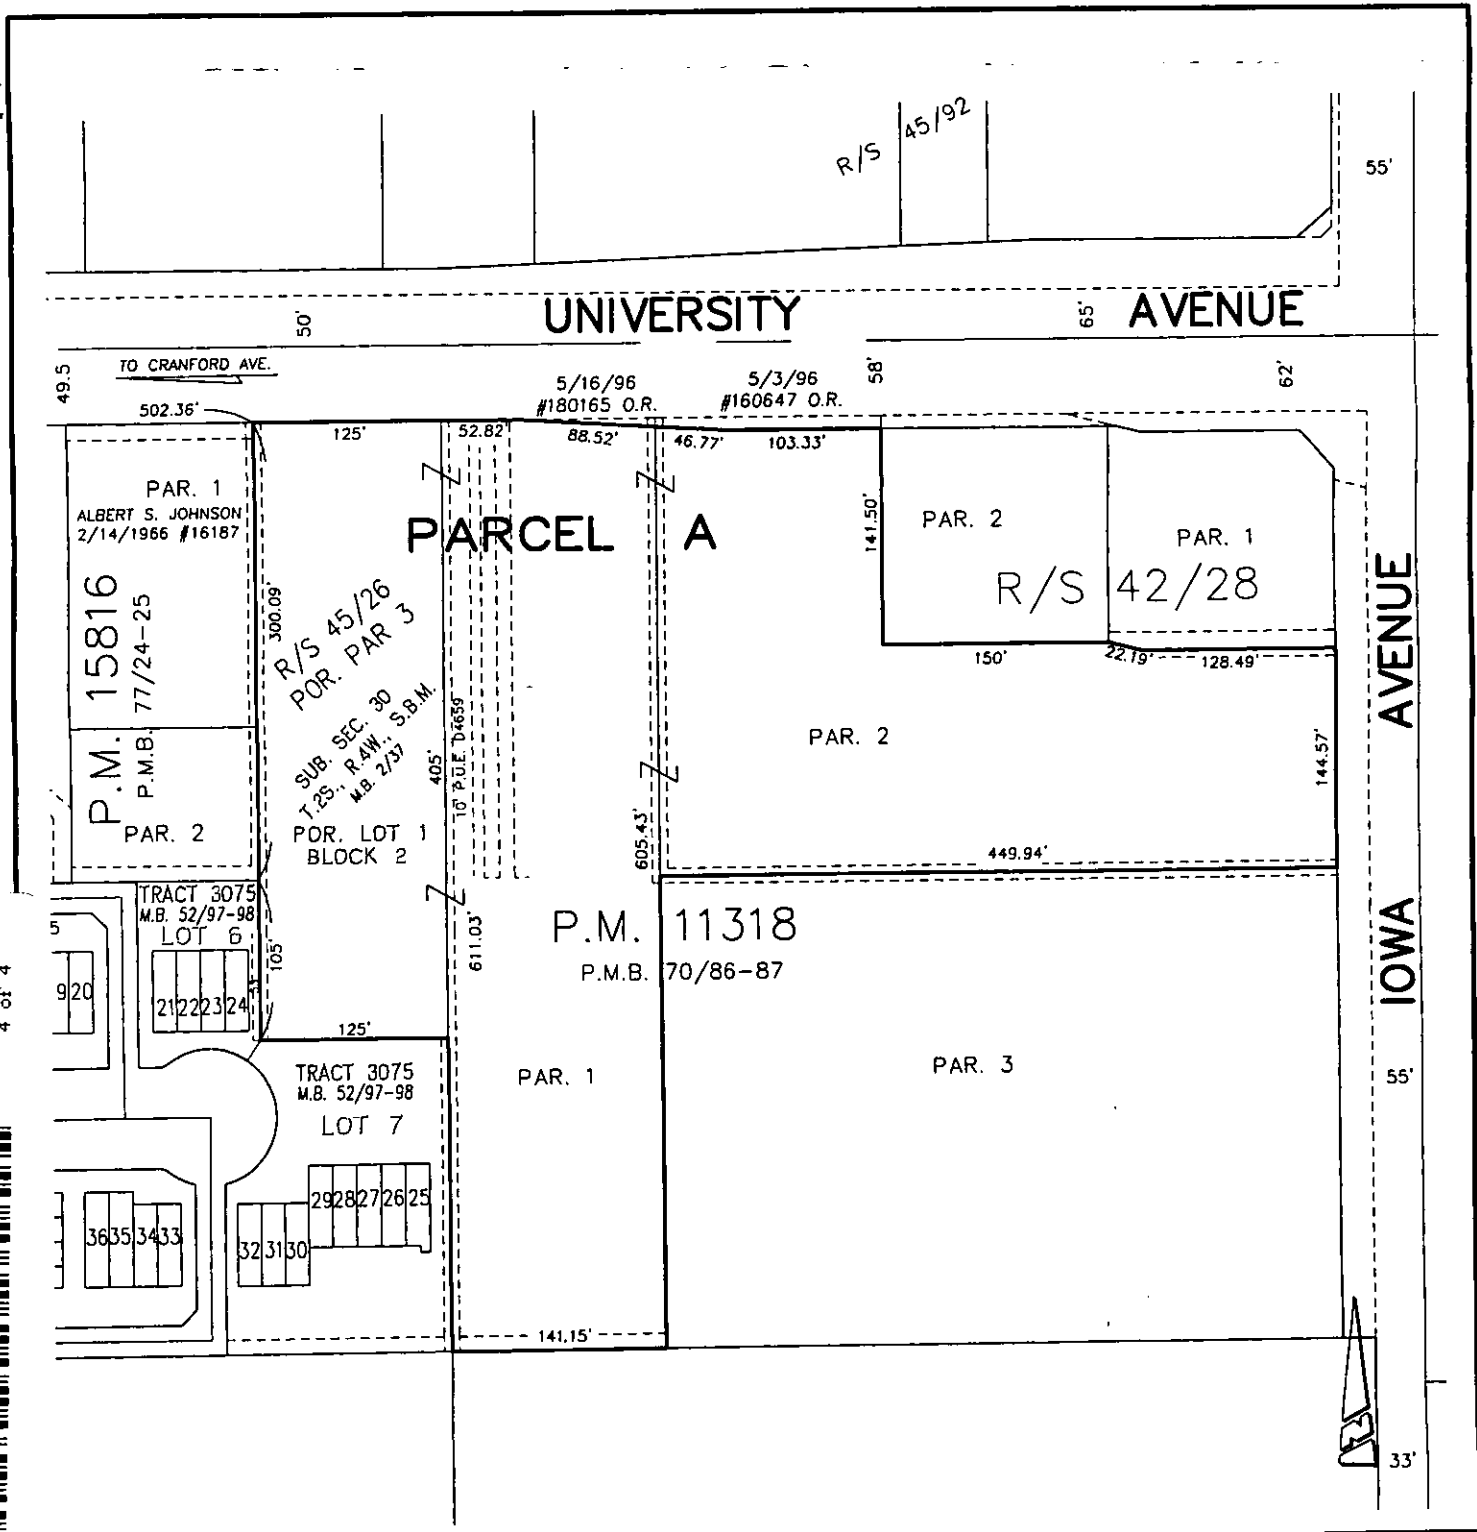 R/S 45/92
55'
UNIVERSITY AVENUE
50'
65'
TO CRANFORD AVE.
49.5
58'
62'
5/16/96
#180165 O.R.
5/3/96
#160647 O.R.
502.36'
125'
52.82'
88.52'
46.77'
103.33'
PAR. 1
ALBERT S. JOHNSON
2/14/1966 #16187
PARCEL A
141.50'
PAR. 2
PAR. 1
R/S 42/28
P.M. 15816
P.M.B. 77/24-25
300.09'
R/S 45/26
POR. PAR 3
SUB. SEC. 30
T.2S., R.4W., S.B.M.
M.B. 2/37
405'
10' P.U.E. D4659
150'
22.19'
128.49'
IOWA AVENUE
PAR. 2
144.57'
PAR. 2
POR. LOT 1
BLOCK 2
605.43'
449.94'
TRACT 3075
M.B. 52/97-98
LOT 6
5
P.M. 11318
P.M.B. 70/86-87
611.03'
105'
9 20
21 22 23 24
4 of 4
125'
TRACT 3075
M.B. 52/97-98
LOT 7
PAR. 1
PAR. 3
55'
29 28 27 26 25
36 35 34 33
32 31 30
141.15'
33'